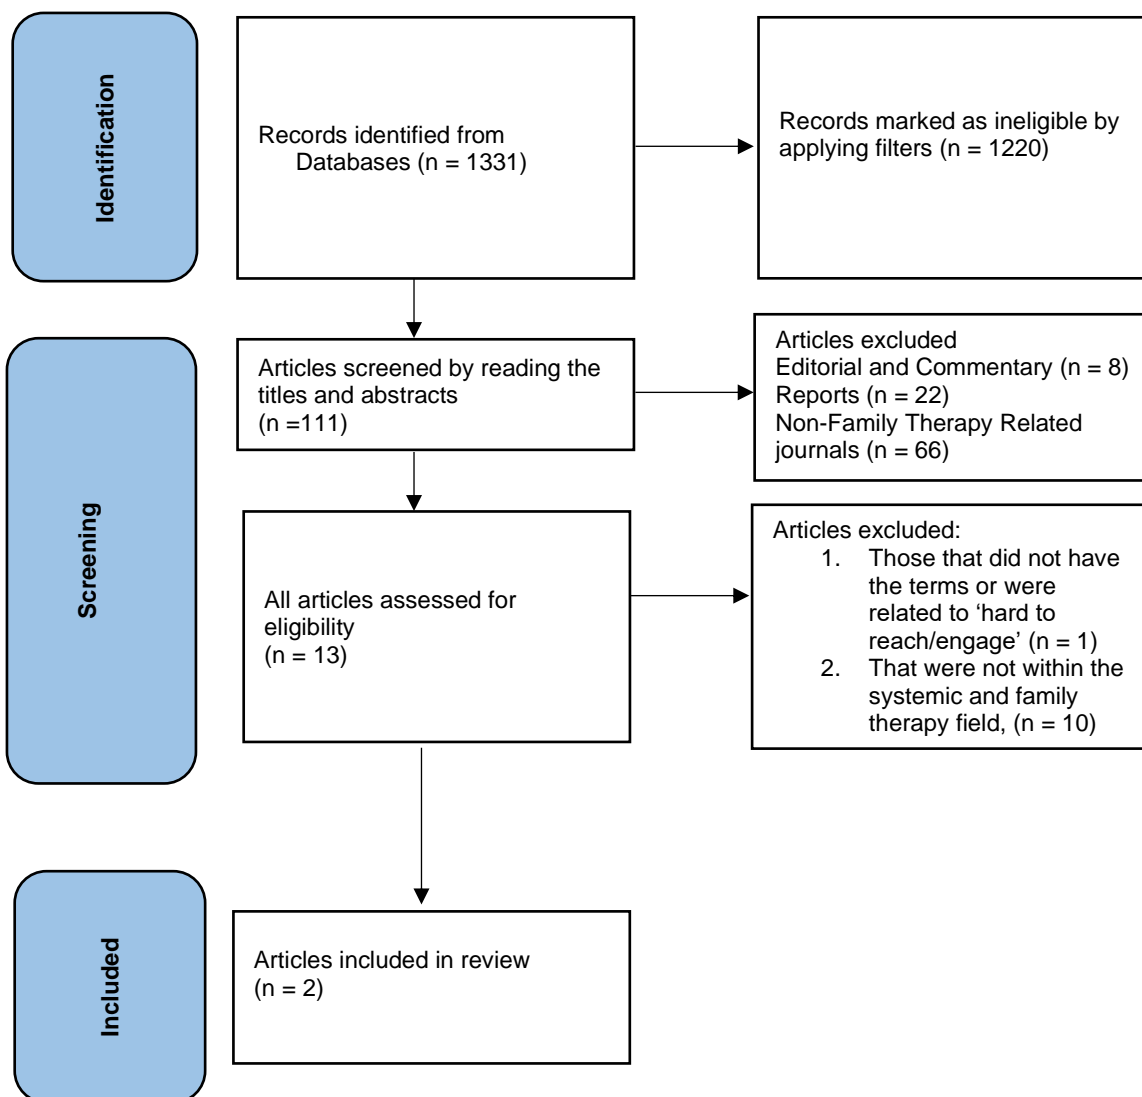 Identification
Records identified from
Databases (n = 1331)
Records marked as ineligible by
applying filters (n = 1220)
Screening
Articles screened by reading the
titles and abstracts
(n =111)
Articles excluded
Editorial and Commentary (n = 8)
Reports (n = 22)
Non-Family Therapy Related
journals (n = 66)
All articles assessed for
eligibility
(n = 13)
Articles excluded:
1. Those that did not have
the terms or were
related to ‘hard to
reach/engage’ (n = 1)
2. That were not within the
systemic and family
therapy field, (n = 10)
Included
Articles included in review
(n = 2)